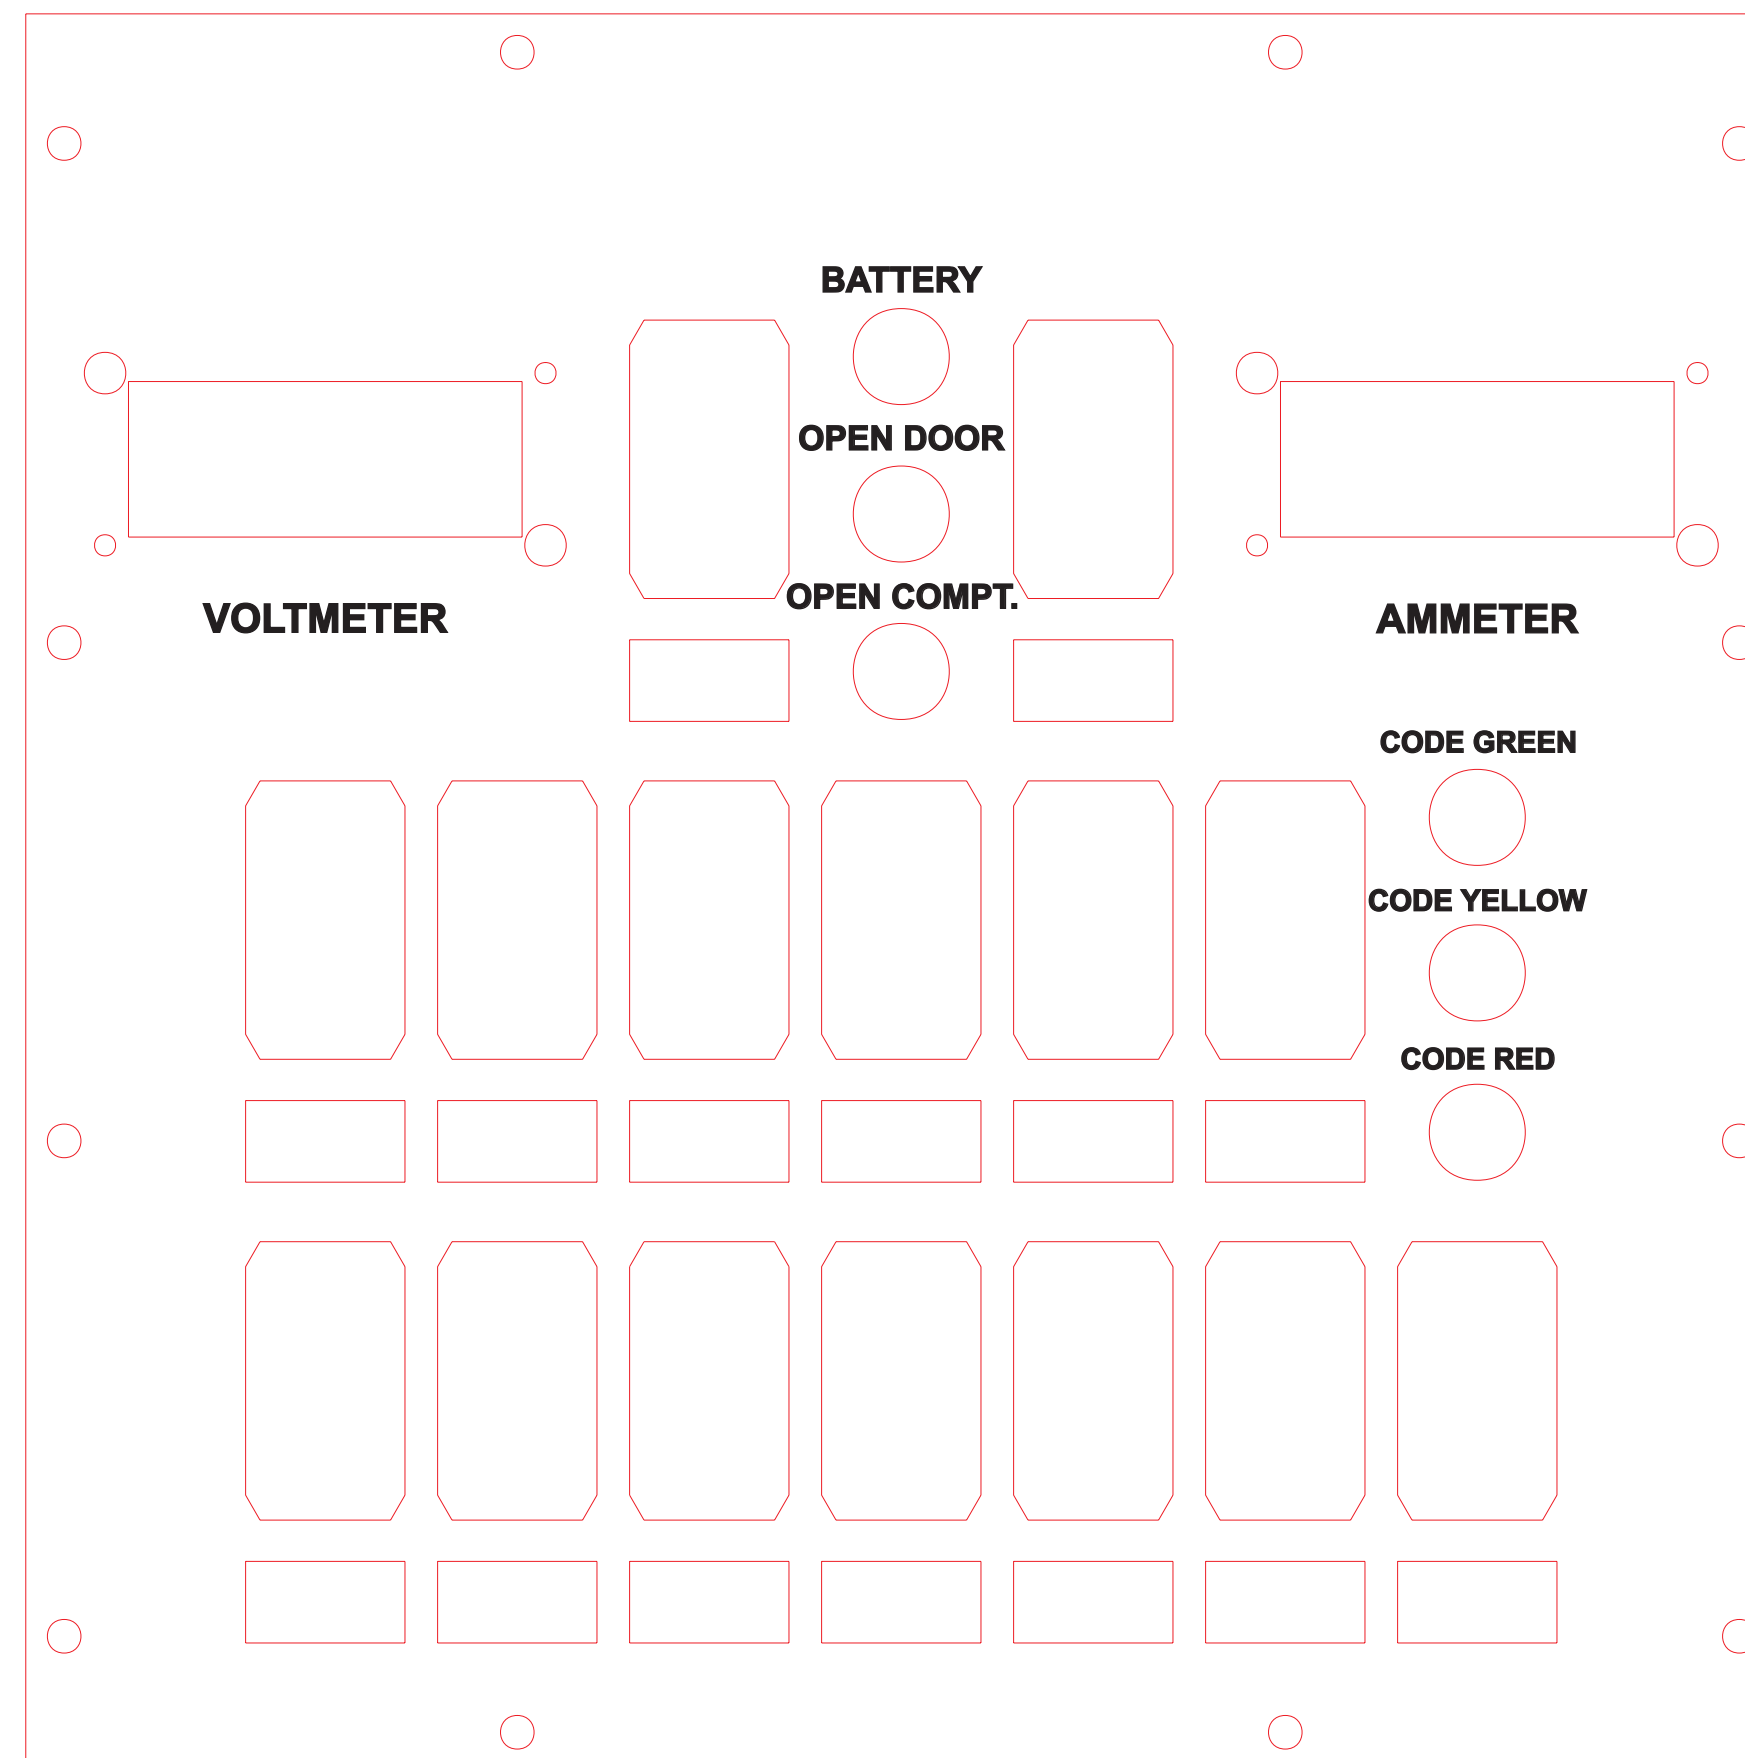 BATTERY
OPEN DOOR
OPEN COMPT.
VOLTMETER
AMMETER
CODE GREEN
CODE YELLOW
CODE RED